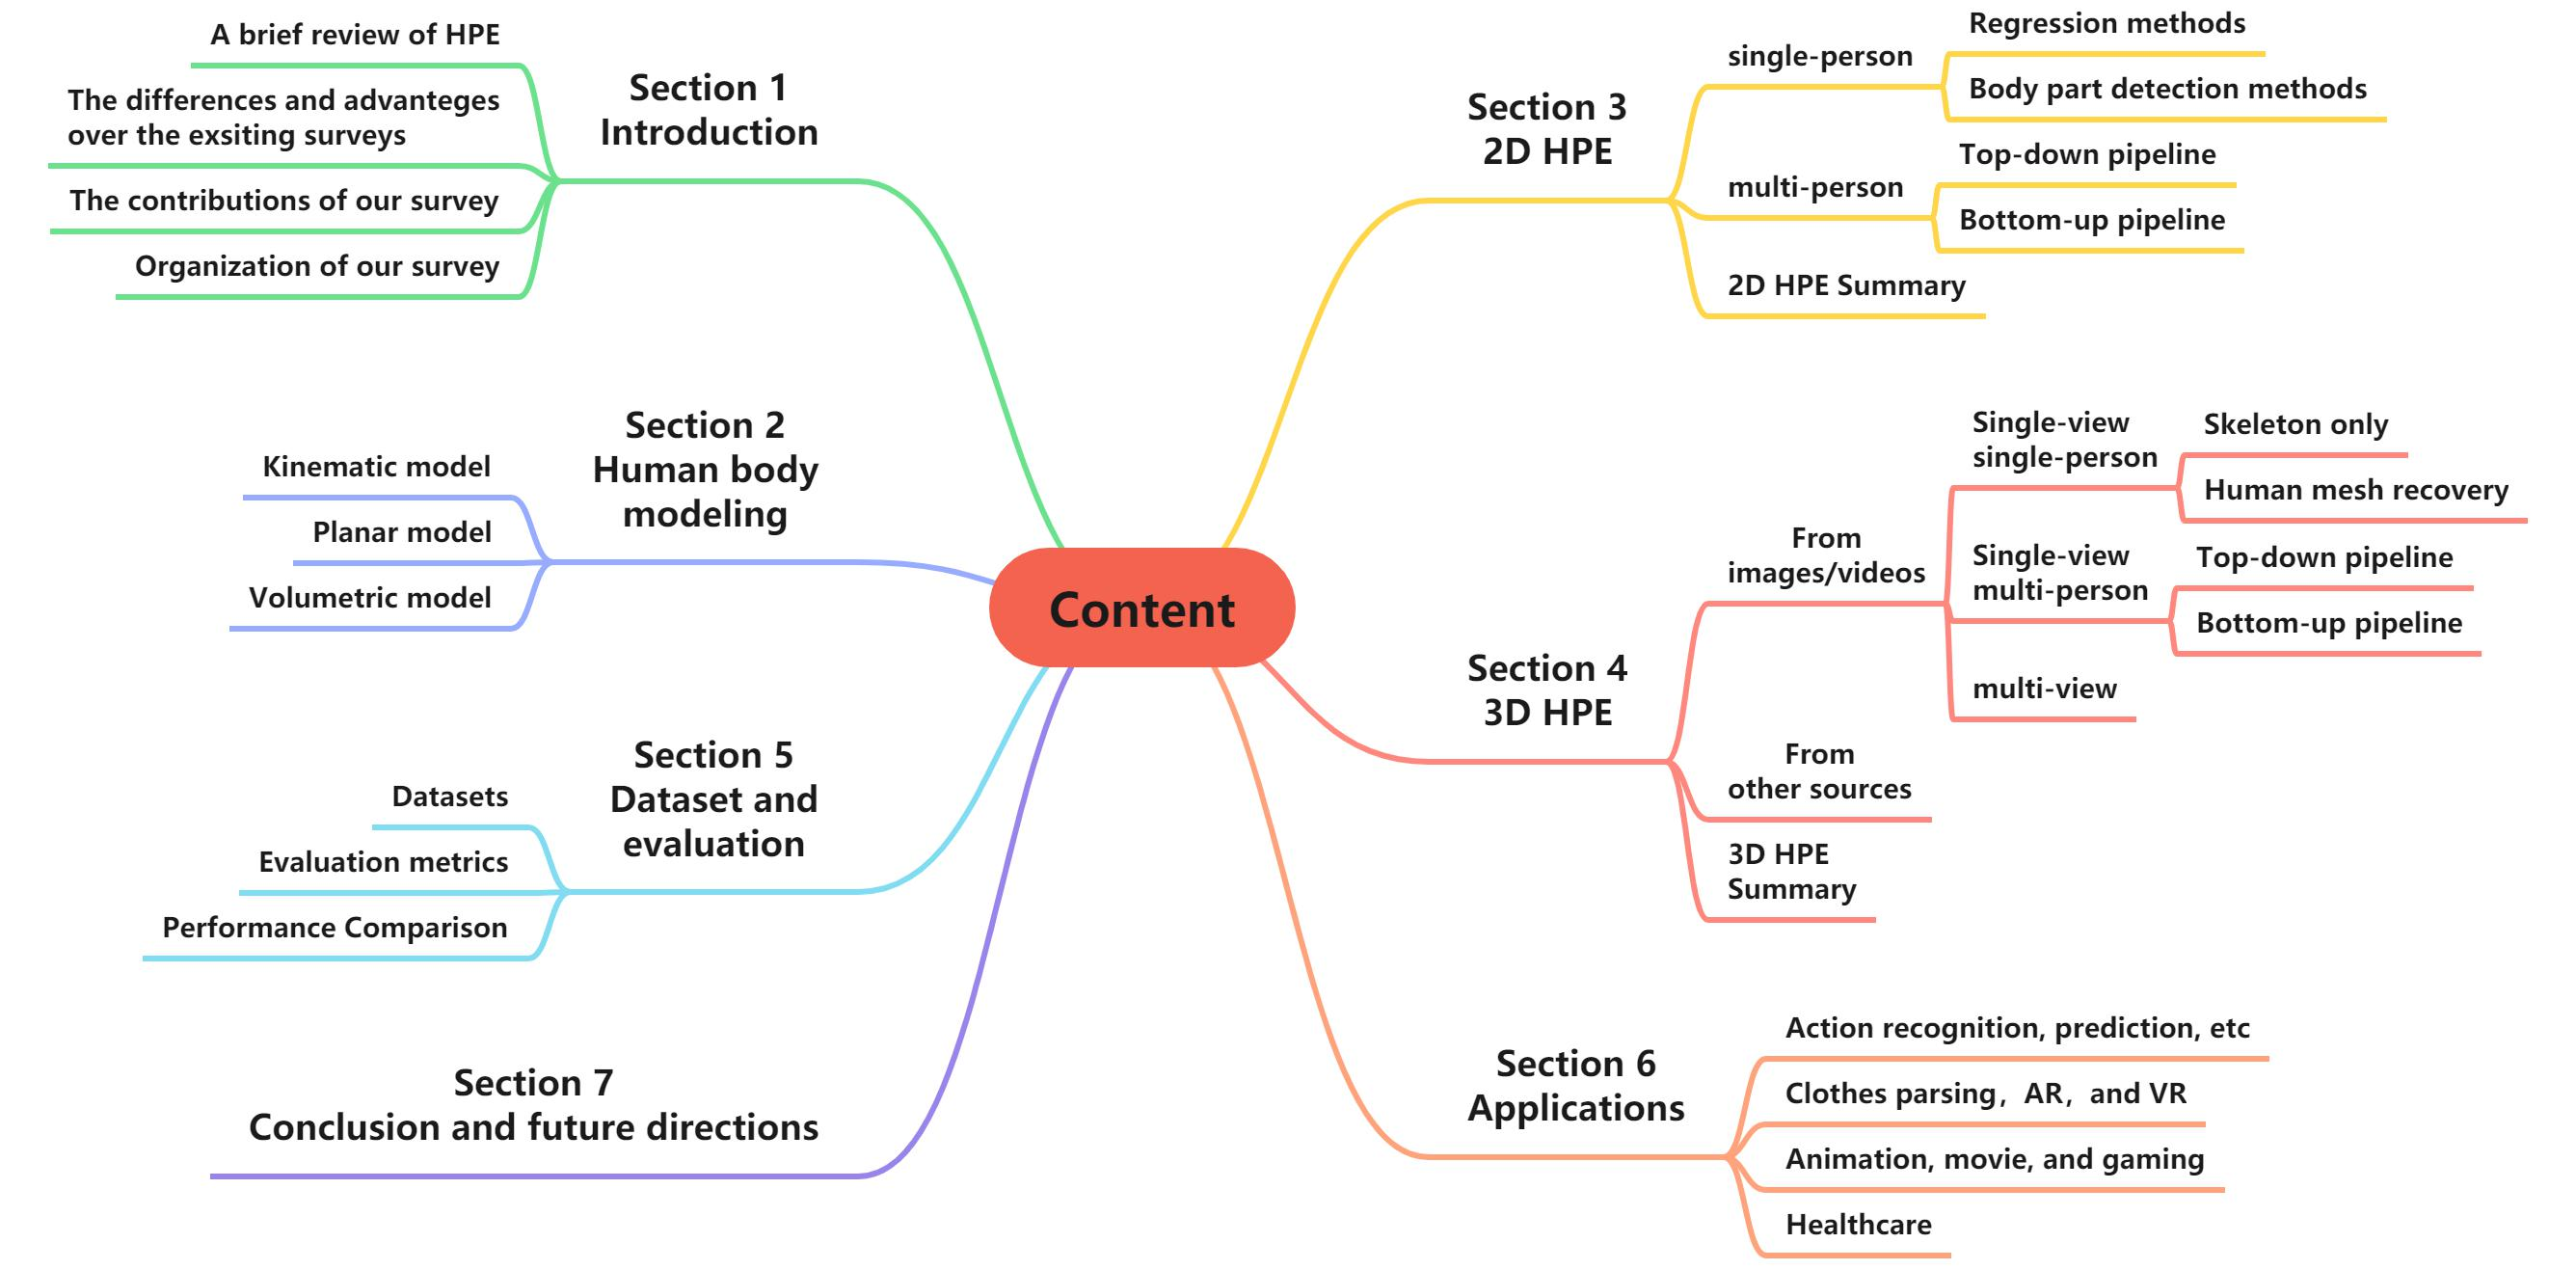 Content
Section 1
Introduction
A brief review of HPE
The differences and advanteges
over the exsiting surveys
The contributions of our survey
Organization of our survey
Section 2
Human body
modeling
Kinematic model
Planar model
Volumetric model
Section 5
Dataset and
evaluation
Datasets
Evaluation metrics
Performance Comparison
Section 7
Conclusion and future directions
Section 3
2D HPE
single-person
Regression methods
Body part detection methods
multi-person
Top-down pipeline
Bottom-up pipeline
2D HPE Summary
Section 4
3D HPE
From
images/videos
Single-view
single-person
Skeleton only
Human mesh recovery
Single-view
multi-person
Top-down pipeline
Bottom-up pipeline
multi-view
From
other sources
3D HPE
Summary
Section 6
Applications
Action recognition, prediction, etc
Clothes parsing，AR，and VR
Animation, movie, and gaming
Healthcare